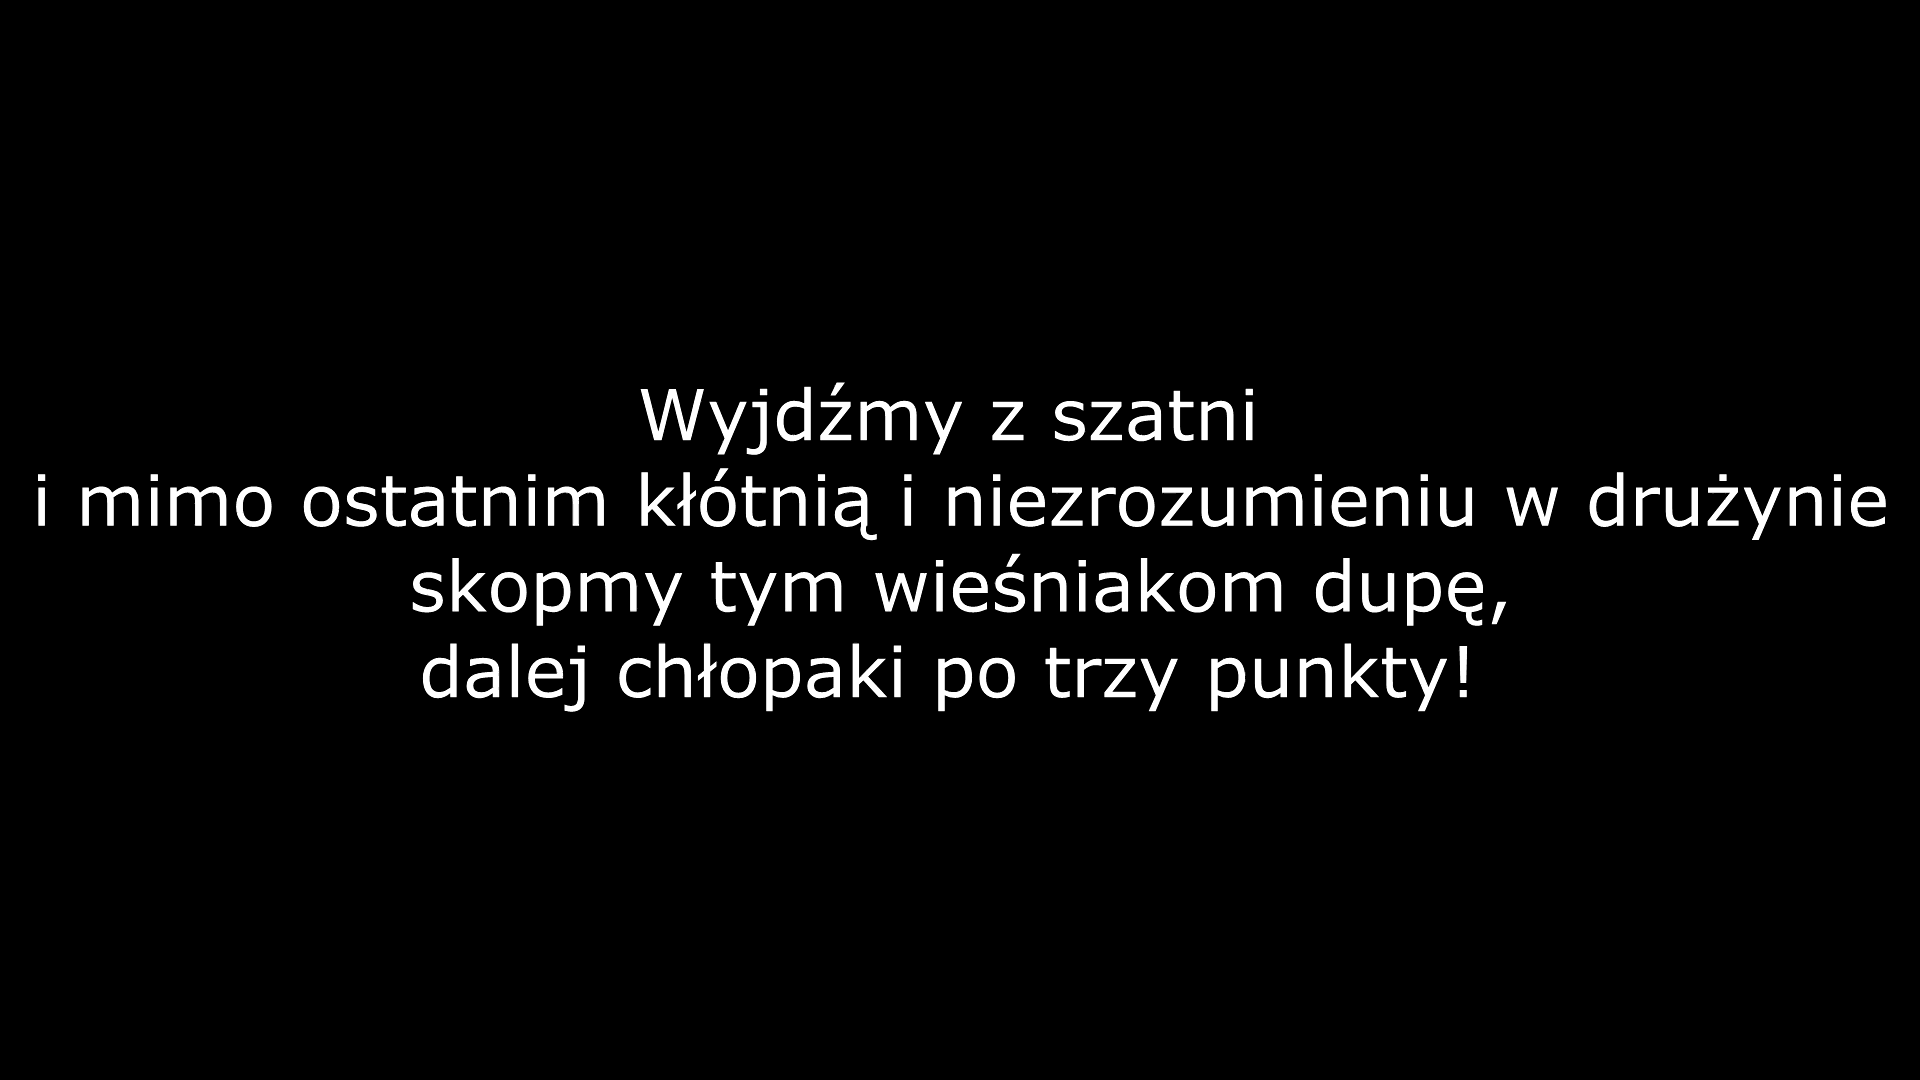 Wyjdźmy z szatni
i mimo ostatnim kłótnią i niezrozumieniu w drużynie
skopmy tym wieśniakom dupę,
dalej chłopaki po trzy punkty!